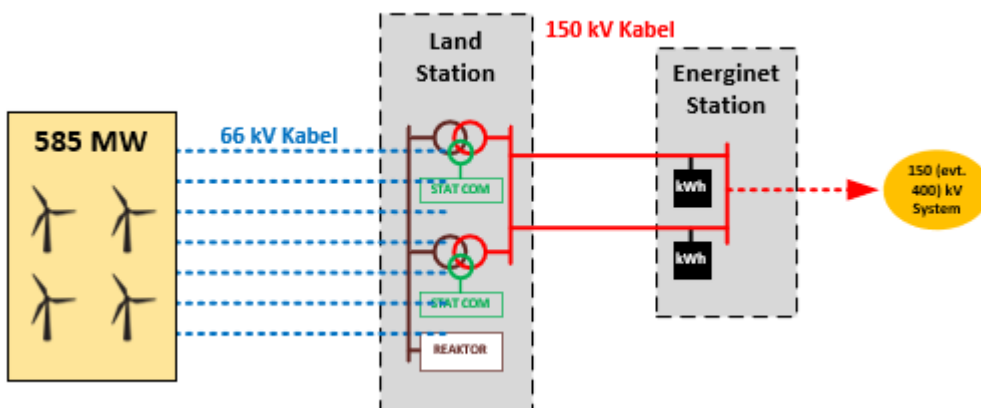 585 MW
66 kV Kabel
Land
Station
STAT COM
STAT COM
REAKTOR
150 kV Kabel
Energinet
Station
kWh
kWh
150 (evt.
400) kV
System